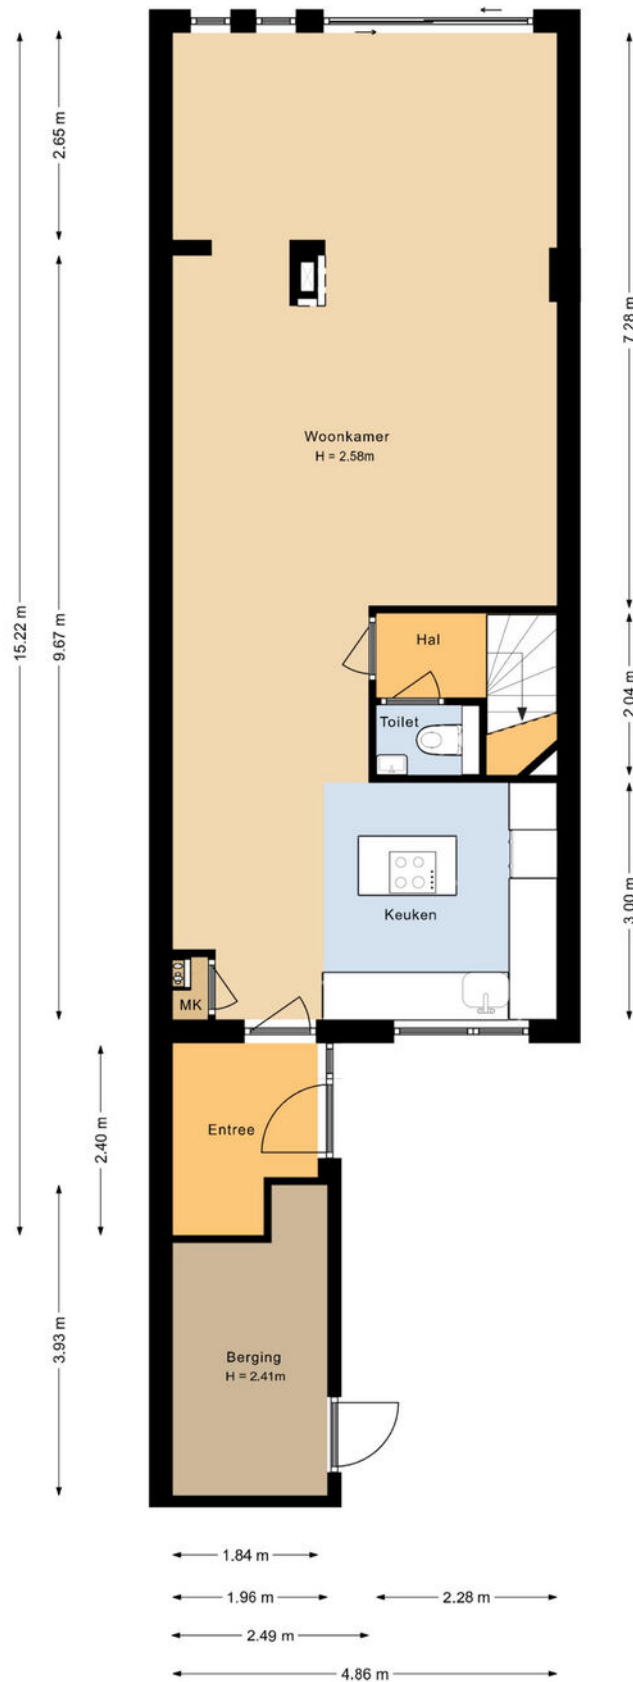 2.65 m
7.28 m
Woonkamer
H = 2.58m
15.22 m
9.67 m
Hal
2.04 m
Toilet
3.00 m
Keuken
MK
2.40 m
Entree
3.93 m
Berging
H = 2.41m
1.84 m
1.96 m
2.28 m
2.49 m
4.86 m